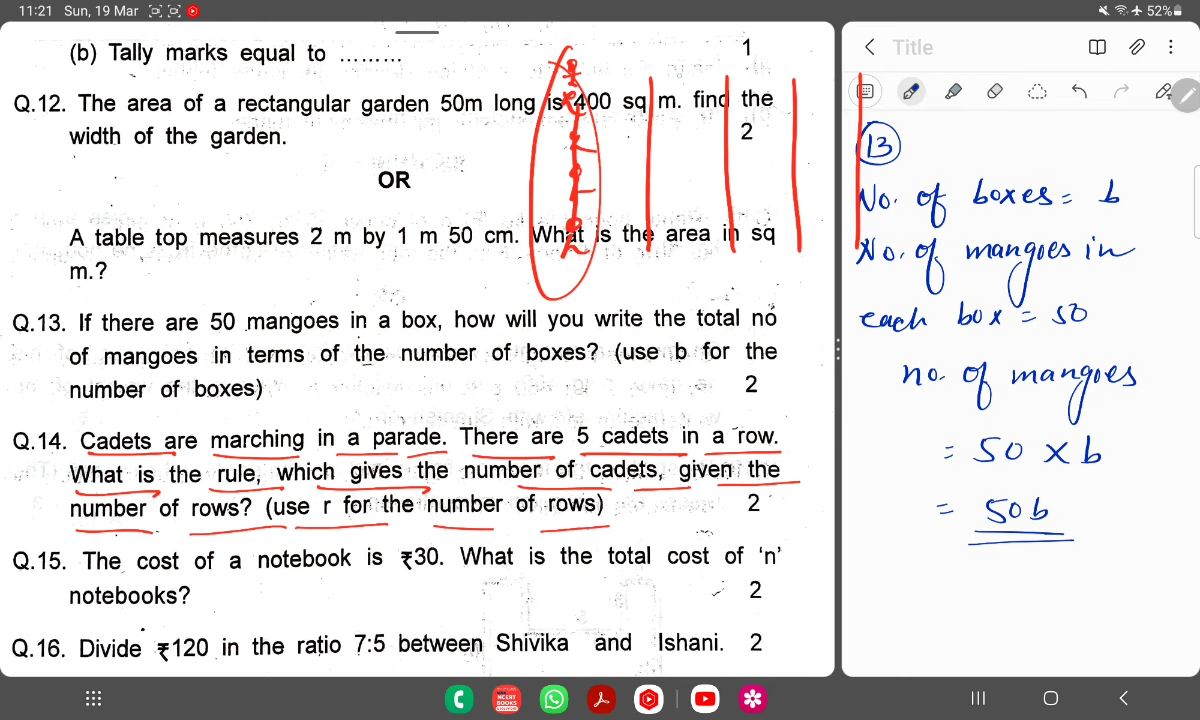 11:21 Sun, 19 Mar
52%
(b) Tally marks equal to ......... 1
Q.12. The area of a rectangular garden 50m long is 400 sq m. find the
width of the garden. 2
OR
A table top measures 2 m by 1 m 50 cm. What is the area in sq
m.?
Q.13. If there are 50 mangoes in a box, how will you write the total no
of mangoes in terms of the number of boxes? (use b for the
number of boxes) 2
Q.14. Cadets are marching in a parade. There are 5 cadets in a row.
What is the rule, which gives the number of cadets, given the
number of rows? (use r for the number of rows) 2
Q.15. The cost of a notebook is ₹30. What is the total cost of 'n'
notebooks? 2
Q.16. Divide ₹120 in the ratio 7:5 between Shivika and Ishani. 2
Title
13
No. of boxes = b
No. of mangoes in
each box = 50
no. of mangoes
= 50 × b
= 50b
NCERT
BOOKS